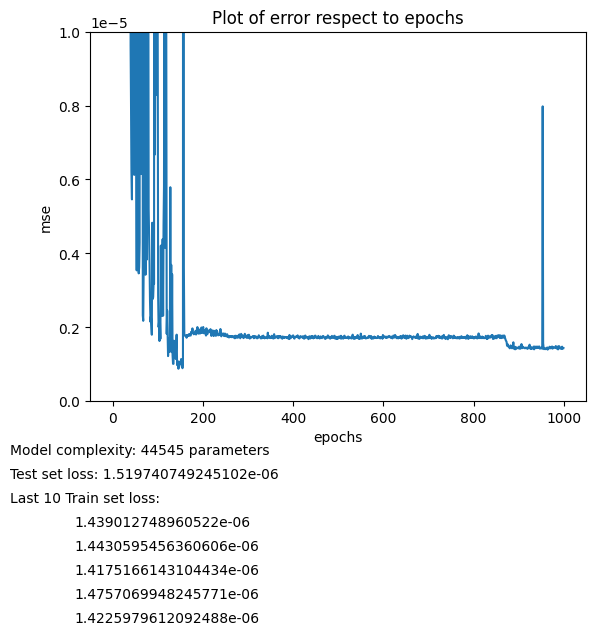 Plot of error respect to epochs
1e−5
1.0
0.8
0.6
0.4
0.2
0.0
mse
0 200 400 600 800 1000
epochs
Model complexity: 44545 parameters
Test set loss: 1.519740749245102e-06
Last 10 Train set loss:
1.439012748960522e-06
1.4430595456360606e-06
1.4175166143104434e-06
1.4757069948245771e-06
1.4225979612092488e-06